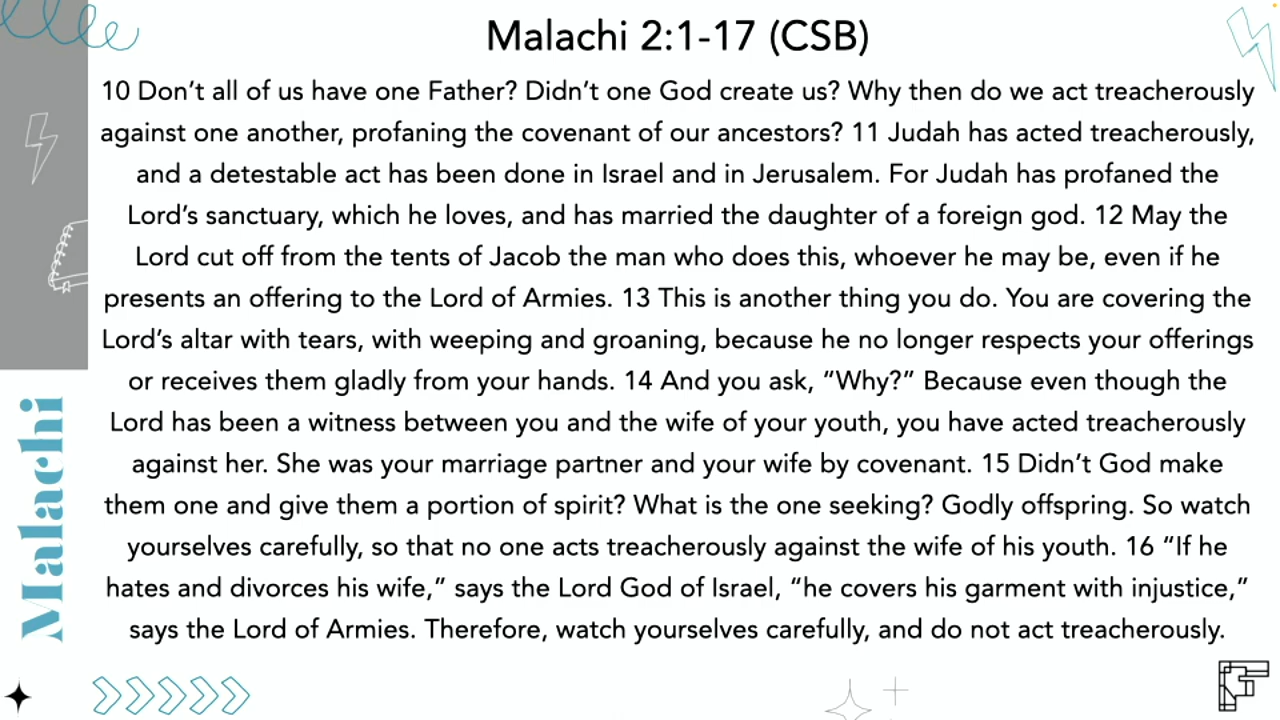 Malachi 2:1-17 (CSB)
10 Don’t all of us have one Father? Didn’t one God create us? Why then do we act treacherously
against one another, profaning the covenant of our ancestors? 11 Judah has acted treacherously,
and a detestable act has been done in Israel and in Jerusalem. For Judah has profaned the
Lord’s sanctuary, which he loves, and has married the daughter of a foreign god. 12 May the
Lord cut off from the tents of Jacob the man who does this, whoever he may be, even if he
presents an offering to the Lord of Armies. 13 This is another thing you do. You are covering the
Lord’s altar with tears, with weeping and groaning, because he no longer respects your offerings
or receives them gladly from your hands. 14 And you ask, “Why?” Because even though the
Lord has been a witness between you and the wife of your youth, you have acted treacherously
against her. She was your marriage partner and your wife by covenant. 15 Didn’t God make
them one and give them a portion of spirit? What is the one seeking? Godly offspring. So watch
yourselves carefully, so that no one acts treacherously against the wife of his youth. 16 “If he
hates and divorces his wife,” says the Lord God of Israel, “he covers his garment with injustice,”
says the Lord of Armies. Therefore, watch yourselves carefully, and do not act treacherously.
Malachi